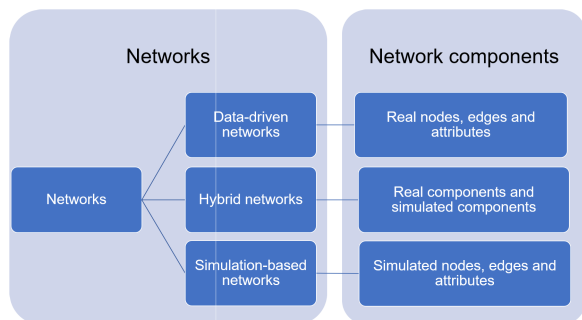 Networks
Network components
Data-driven
networks
Real nodes, edges and
attributes
Networks
Hybrid networks
Real components and
simulated components
Simulation-based
networks
Simulated nodes, edges and
attributes